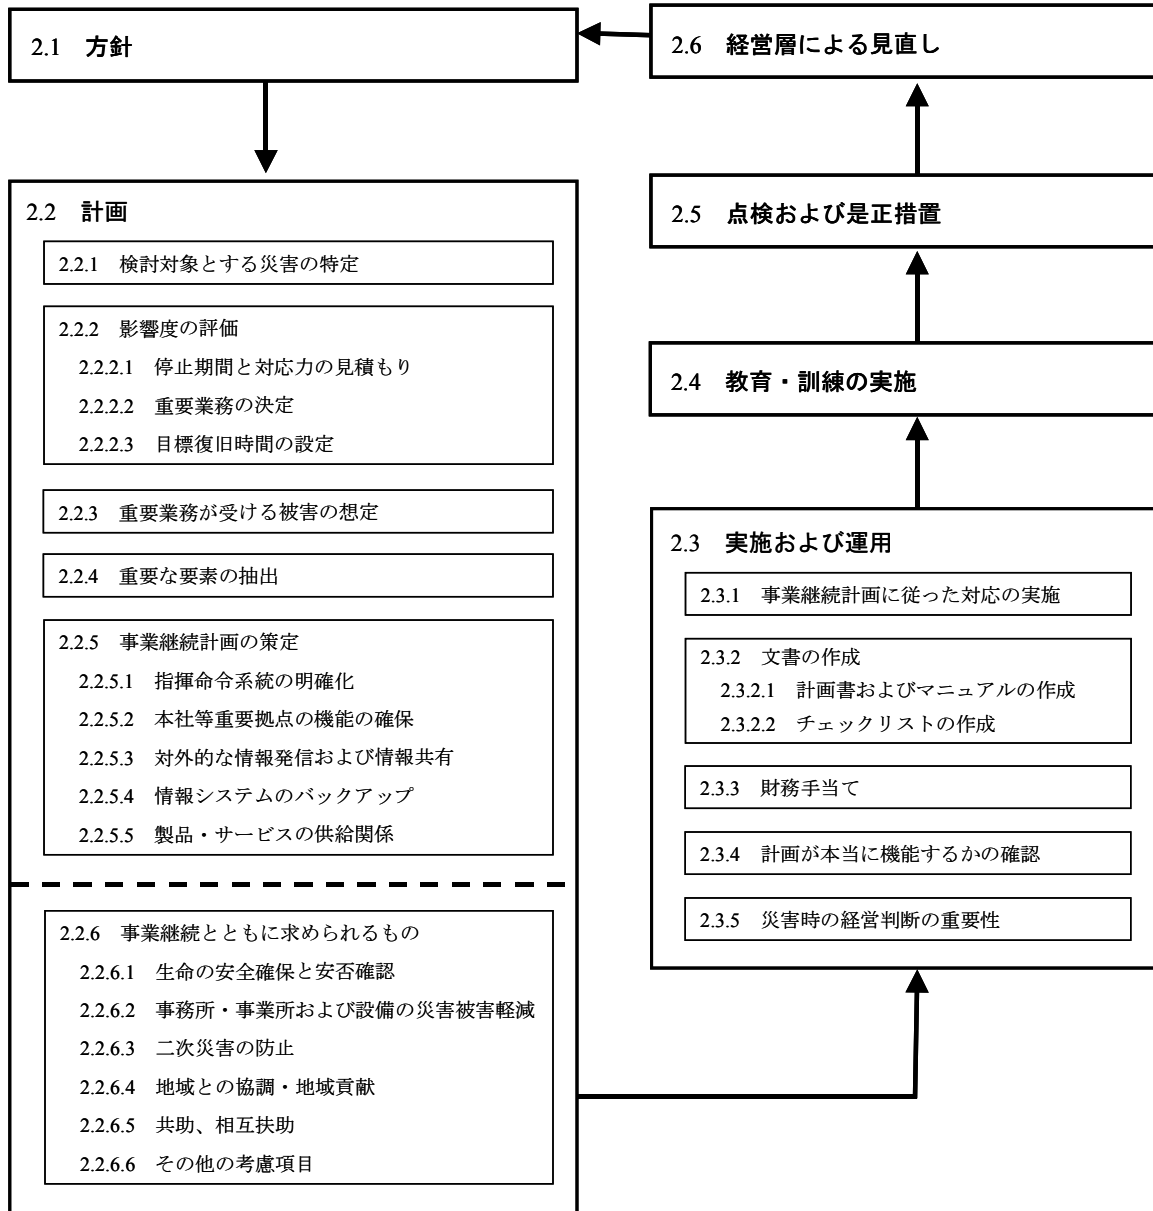 2.1 方針
2.2 計画
2.2.1 検討対象とする災害の特定
2.2.2 影響度の評価
2.2.2.1 停止期間と対応力の見積もり
2.2.2.2 重要業務の決定
2.2.2.3 目標復旧時間の設定
2.2.3 重要業務が受ける被害の想定
2.2.4 重要な要素の抽出
2.2.5 事業継続計画の策定
2.2.5.1 指揮命令系統の明確化
2.2.5.2 本社等重要拠点の機能の確保
2.2.5.3 対外的な情報発信および情報共有
2.2.5.4 情報システムのバックアップ
2.2.5.5 製品・サービスの供給関係
2.2.6 事業継続とともに求められるもの
2.2.6.1 生命の安全確保と安否確認
2.2.6.2 事務所・事業所および設備の災害被害軽減
2.2.6.3 二次災害の防止
2.2.6.4 地域との協調・地域貢献
2.2.6.5 共助、相互扶助
2.2.6.6 その他の考慮項目
2.3 実施および運用
2.3.1 事業継続計画に従った対応の実施
2.3.2 文書の作成
2.3.2.1 計画書およびマニュアルの作成
2.3.2.2 チェックリストの作成
2.3.3 財務手当て
2.3.4 計画が本当に機能するかの確認
2.3.5 災害時の経営判断の重要性
2.4 教育・訓練の実施
2.5 点検および是正措置
2.6 経営層による見直し